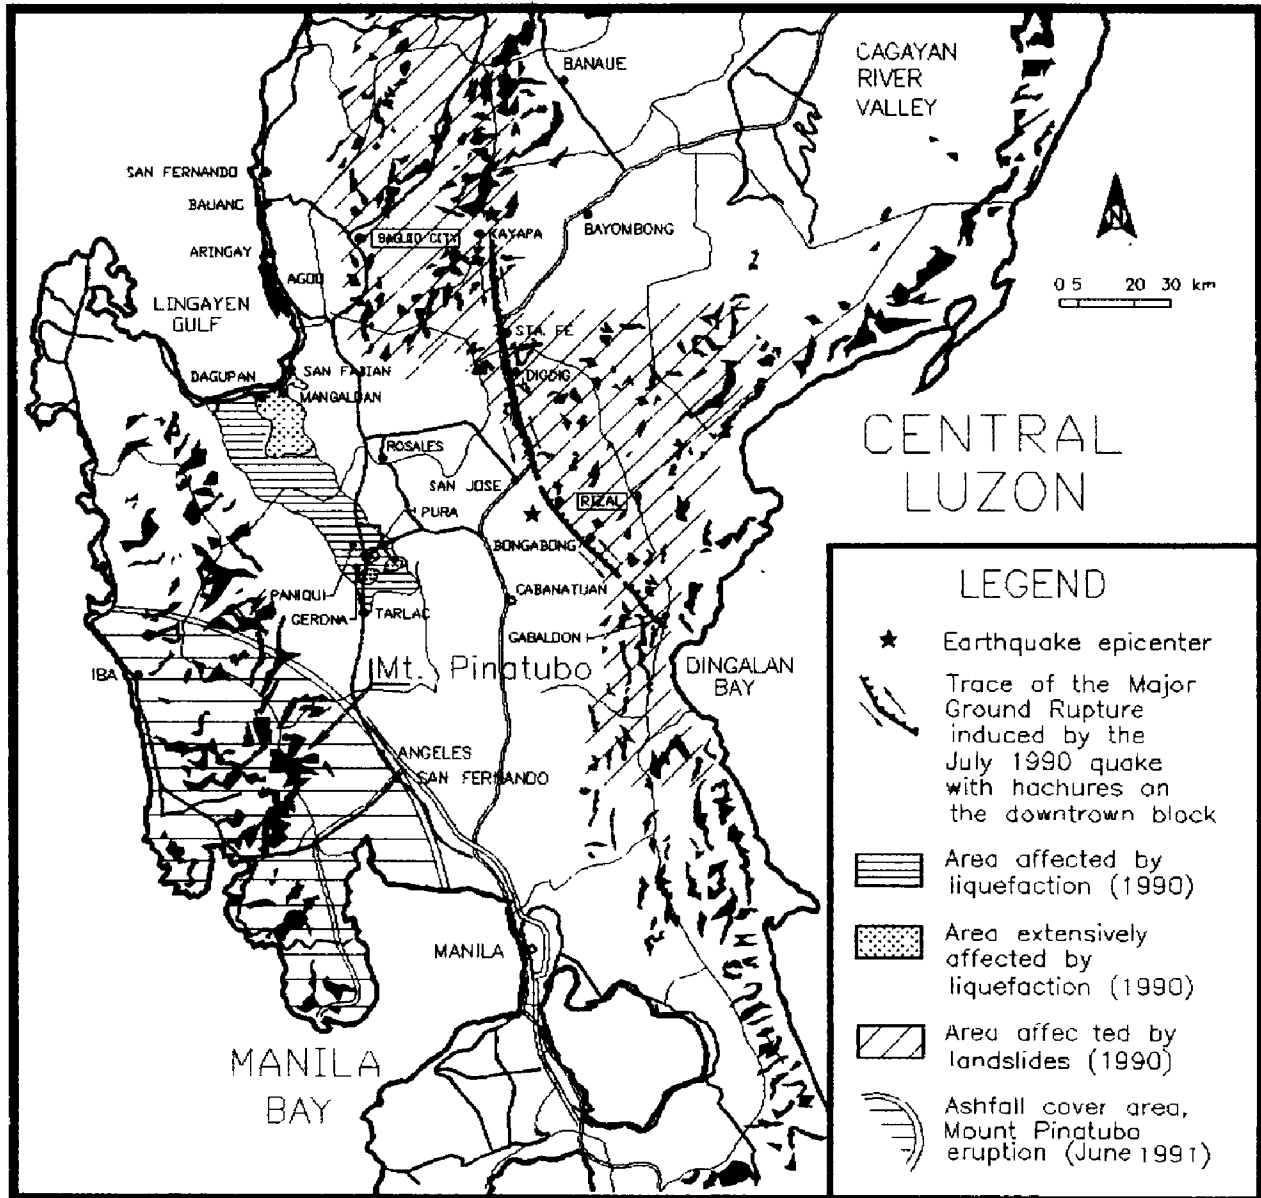 BANAUE
CAGAYAN
RIVER
VALLEY
SAN FERNANDO
BAUANG
BAGUIO CITY
KAYAPA
BAYOMBONG
N
ARINGAY
AGOO
LINGAYEN
GULF
0 5 20 30 km
STA FE
DAGUPAN
SAN FABIAN
DIGDIG
MANGALDAN
CENTRAL
LUZON
ROSALES
SAN JOSE
RIZAL
PURA
BONGABONG
PANIQUI
CABANATUAN
GERONA
TARLAC
GABALDON
Mt. Pinatubo
DINGALAN
BAY
IBA
ANGELES
SAN FERNANDO
MANILA
MANILA
BAY
LEGEND
Earthquake epicenter
Trace of the Major
Ground Rupture
induced by the
July 1990 quake
with hachures on
the downtrown block
Area affected by
liquefaction (1990)
Area extensively
affected by
liquefaction (1990)
Area affec ted by
landslides (1990)
Ashfall cover area,
Mount Pinatubo
eruption (June 1991)